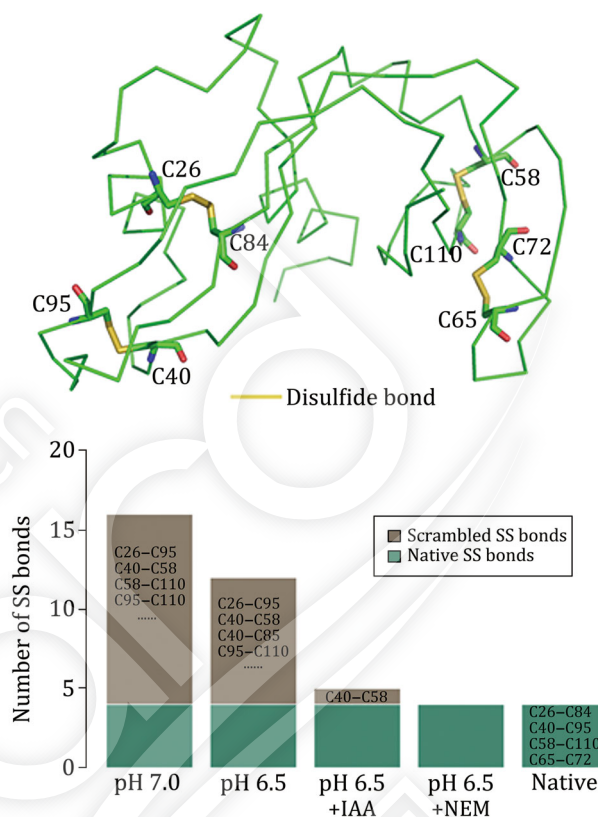 C26
C58
C84
C72
C110
C95
C65
C40
Disulfide bond
Number of SS bonds
20
15
10
5
0
Scrambled SS bonds
Native SS bonds
C26–C95
C40–C58
C58–C110
C95–C110
......
C26–C95
C40–C58
C40–C85
C95–C110
......
C40–C58
C26–C84
C40–C95
C58–C110
C65–C72
pH 7.0
pH 6.5
pH 6.5
+IAA
pH 6.5
+NEM
Native